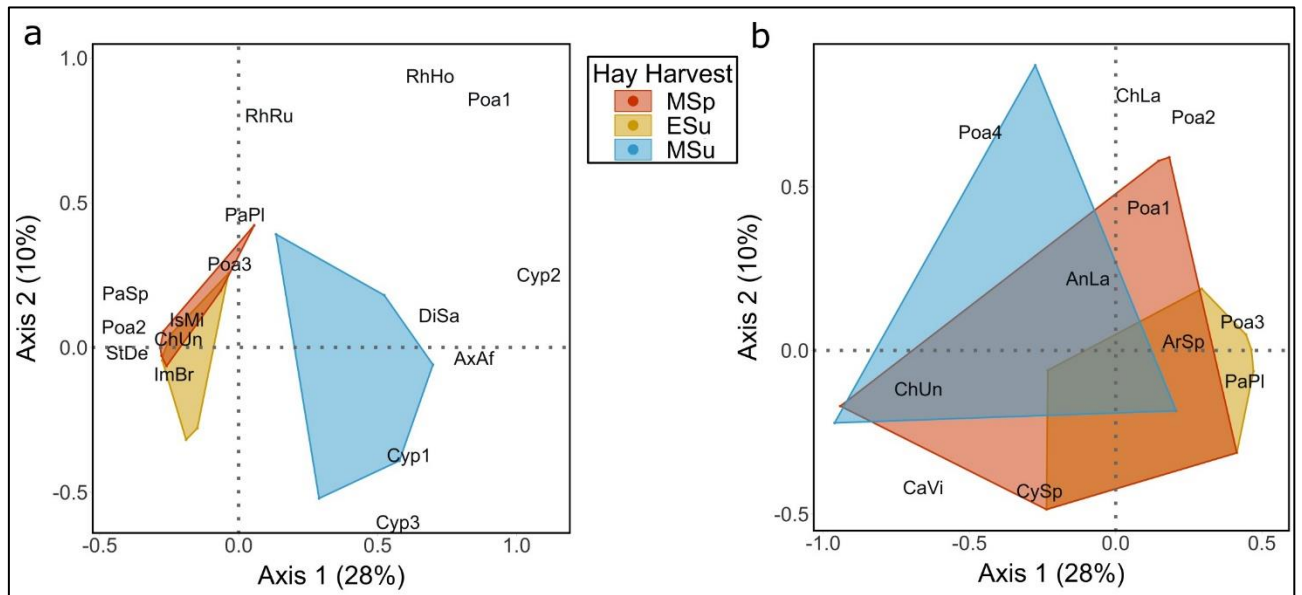 a
1.0
0.5
0.0
-0.5
Axis 2 (10%)
RhHo
Poa1
RhRu
PaPl
Poa3
Cyp2
PaSp
IsMi
DiSa
Poa2
ChUn
StDe
AxAf
ImBr
Cyp1
Cyp3
-0.5 0.0 0.5 1.0
Axis 1 (28%)
Hay Harvest
MSp
ESu
MSu
b
0.5
0.0
-0.5
Axis 2 (10%)
ChLa
Poa2
Poa4
Poa1
AnLa
Poa3
ArSp
PaPl
ChUn
CaVi
CySp
-1.0 -0.5 0.0 0.5
Axis 1 (28%)